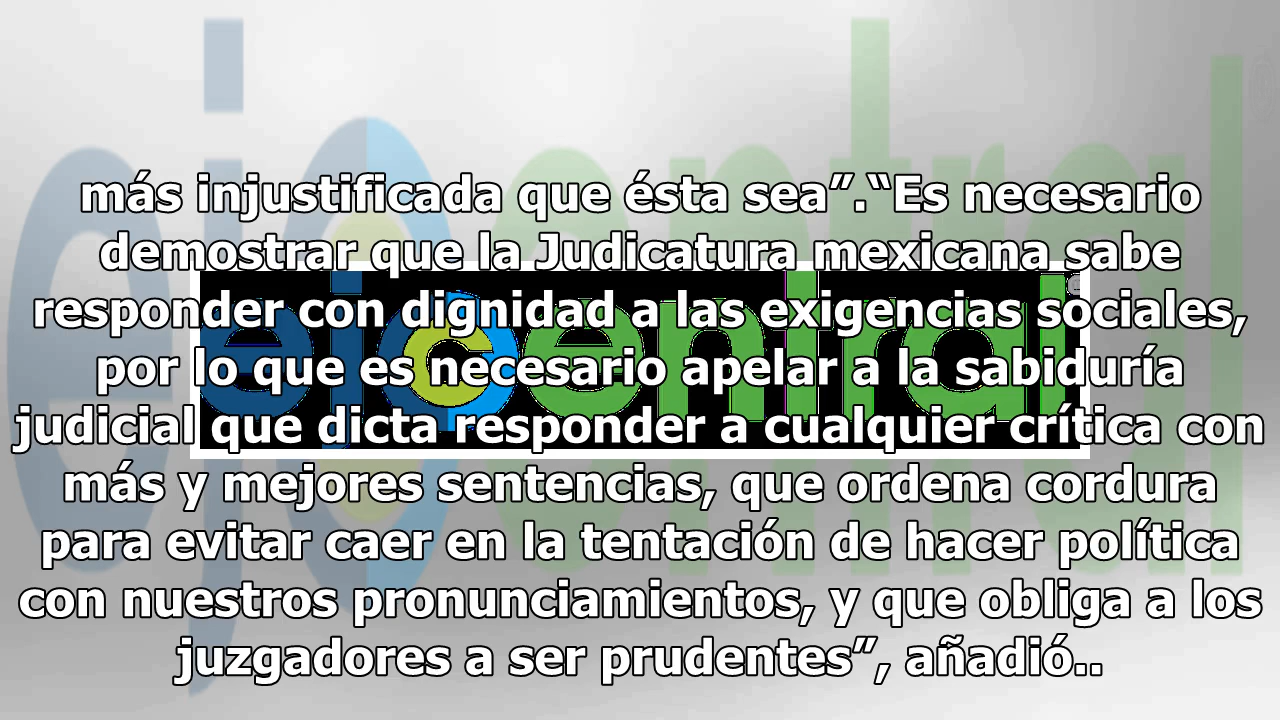 más injustificada que ésta sea”.“Es necesario
demostrar que la Judicatura mexicana sabe
responder con dignidad a las exigencias sociales,
por lo que es necesario apelar a la sabiduría
judicial que dicta responder a cualquier crítica con
más y mejores sentencias, que ordena cordura
para evitar caer en la tentación de hacer política
con nuestros pronunciamientos, y que obliga a los
juzgadores a ser prudentes”, añadió..
ejecentral